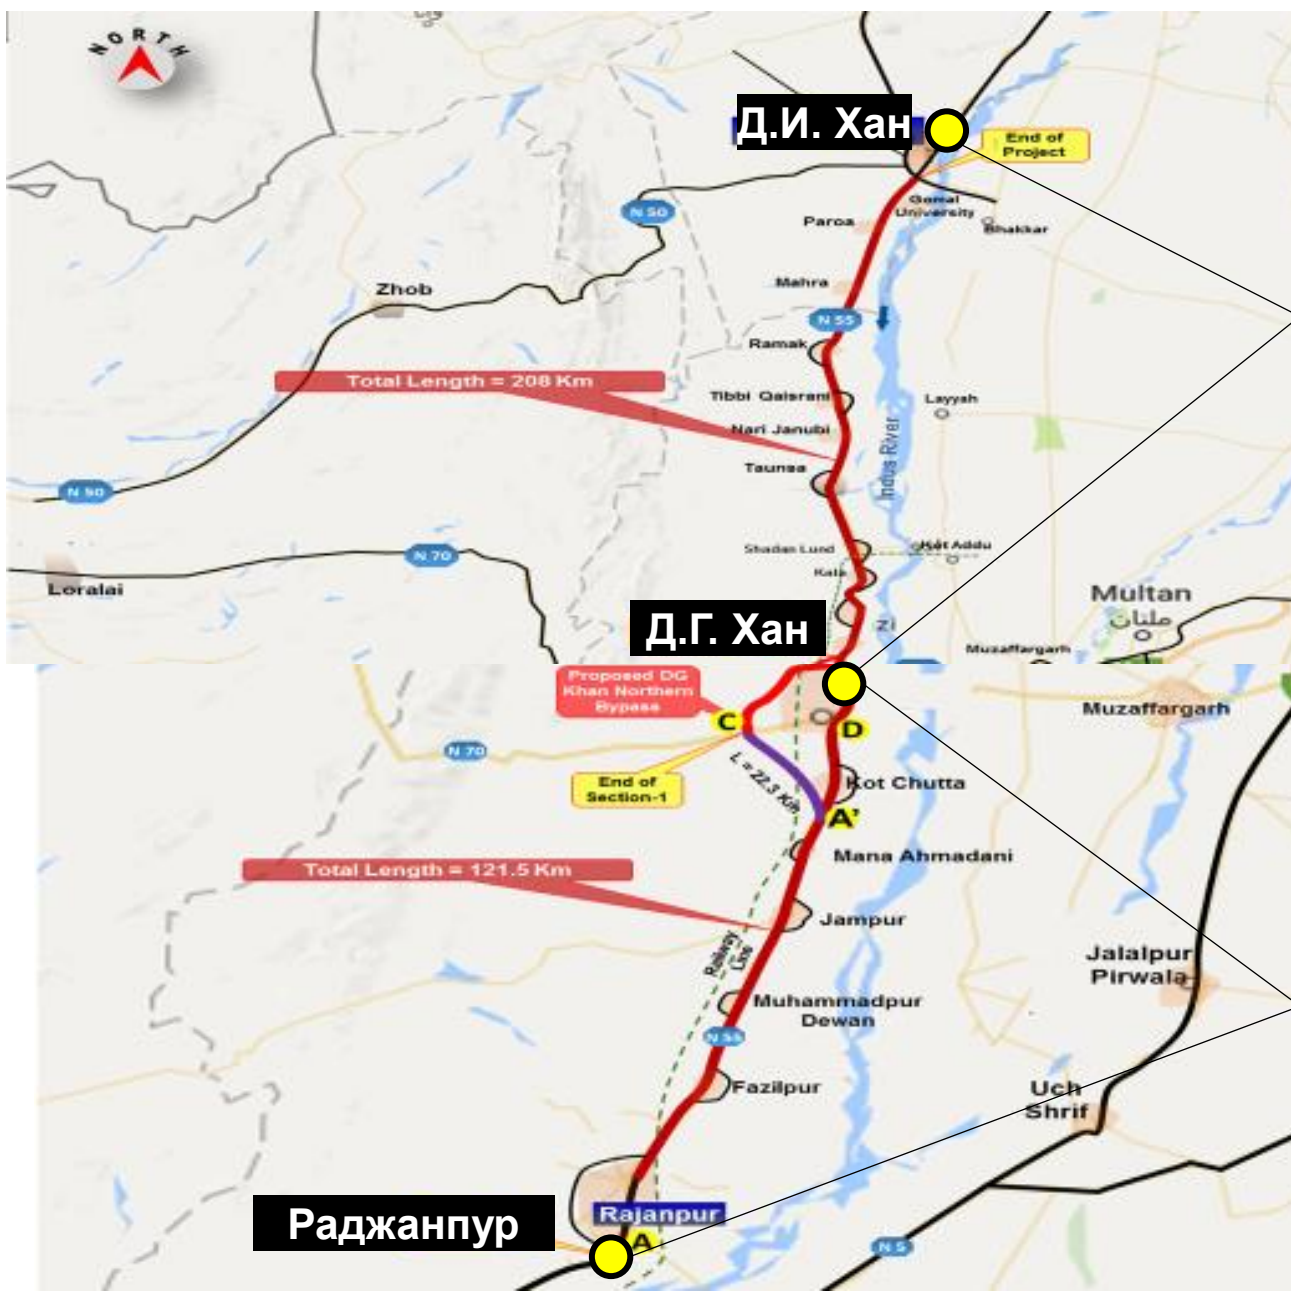 NORTH
Д.И. Хан
End of
Project
N 50
Paroa
Gomal
University
Bhakkar
Mahra
Zhob
N 55
Ramak
Total Length = 208 Km
Tibbi Qaisrani
Layyah
Nari Janubi
Indus River
Taunsa
N 50
Shadan Lund
Kot Addu
N 70
Kala
Loralai
Multan
ملتان
Д.Г. Хан
Muzaffargarh
Proposed DG
Khan Northern
Bypass
C
D
Muzaffargarh
N 70
L = 22.3 Km
End of
Section-1
Kot Chutta
A'
Mana Ahmadani
Total Length = 121.5 Km
Jampur
Railway
Line
Jalalpur
Pirwala
Muhammadpur
Dewan
N 55
Fazilpur
Uch
Shrif
Раджанпур
Rajanpur
A
N 5